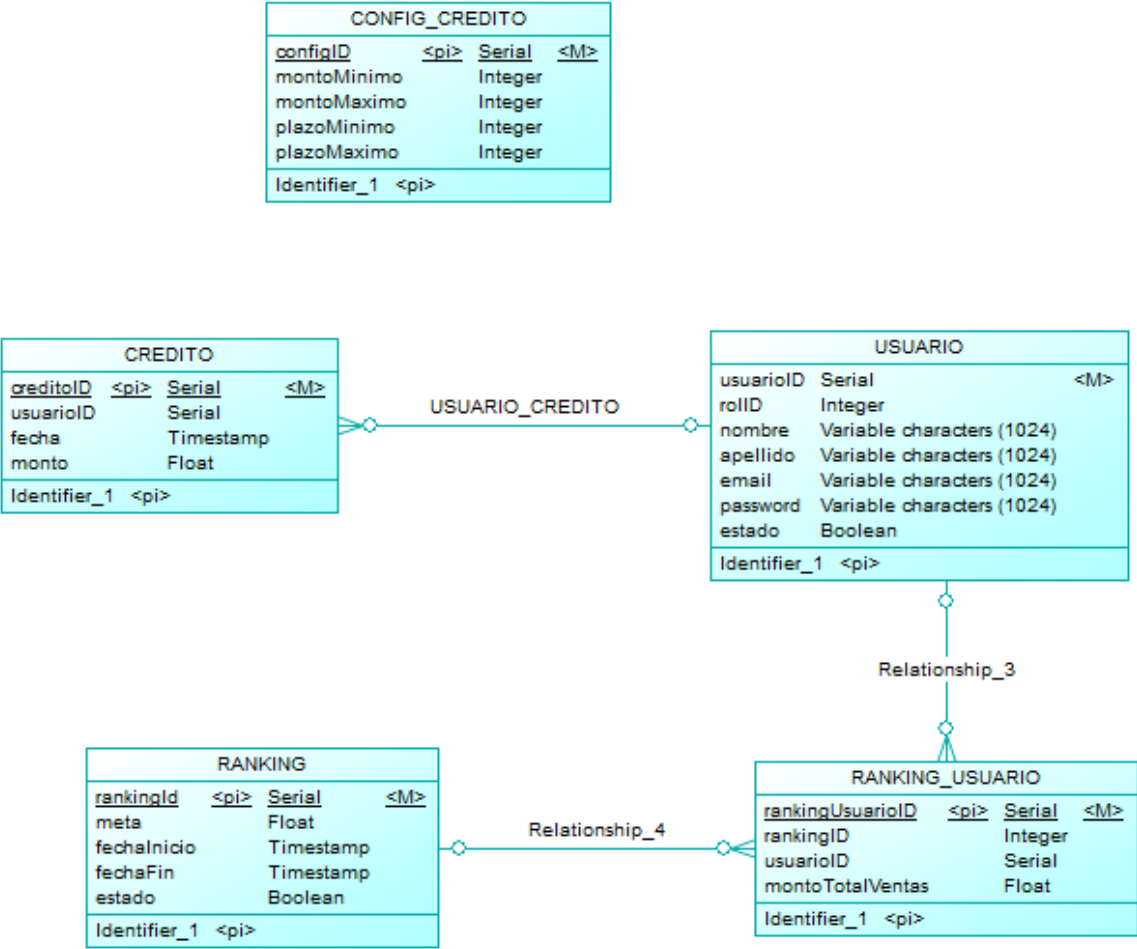 CONFIG_CREDITO
configID <pi> Serial <M>
montoMinimo Integer
montoMaximo Integer
plazoMinimo Integer
plazoMaximo Integer
Identifier_1 <pi>
CREDITO
creditoID <pi> Serial <M>
usuarioID Serial
fecha Timestamp
monto Float
Identifier_1 <pi>
USUARIO_CREDITO
USUARIO
usuarioID Serial <M>
rolID Integer
nombre Variable characters (1024)
apellido Variable characters (1024)
email Variable characters (1024)
password Variable characters (1024)
estado Boolean
Identifier_1 <pi>
Relationship_3
RANKING
rankingId <pi> Serial <M>
meta Float
fechaInicio Timestamp
fechaFin Timestamp
estado Boolean
Identifier_1 <pi>
Relationship_4
RANKING_USUARIO
rankingUsuarioID <pi> Serial <M>
rankingID Integer
usuarioID Serial
montoTotalVentas Float
Identifier_1 <pi>